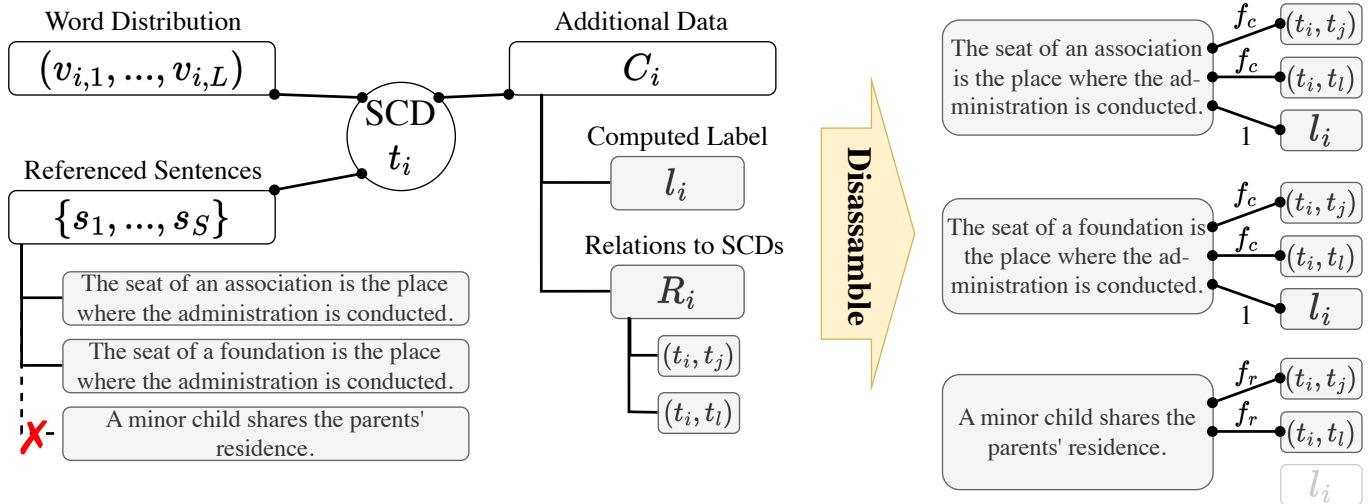 Word Distribution
(v_{i,1}, ..., v_{i,L})
Referenced Sentences
{s_1, ..., s_S}
The seat of an association is the place
where the administration is conducted.
The seat of a foundation is the place
where the administration is conducted.
✗
A minor child shares the parents'
residence.
SCD
t_i
Additional Data
C_i
Computed Label
l_i
Relations to SCDs
R_i
(t_i, t_j)
(t_i, t_l)
Disassamble
The seat of an association
is the place where the ad-
ministration is conducted.
f_c
(t_i, t_j)
f_c
(t_i, t_l)
1
l_i
The seat of a foundation is
the place where the ad-
ministration is conducted.
f_c
(t_i, t_j)
f_c
(t_i, t_l)
1
l_i
A minor child shares the
parents' residence.
f_r
(t_i, t_j)
f_r
(t_i, t_l)
l_i